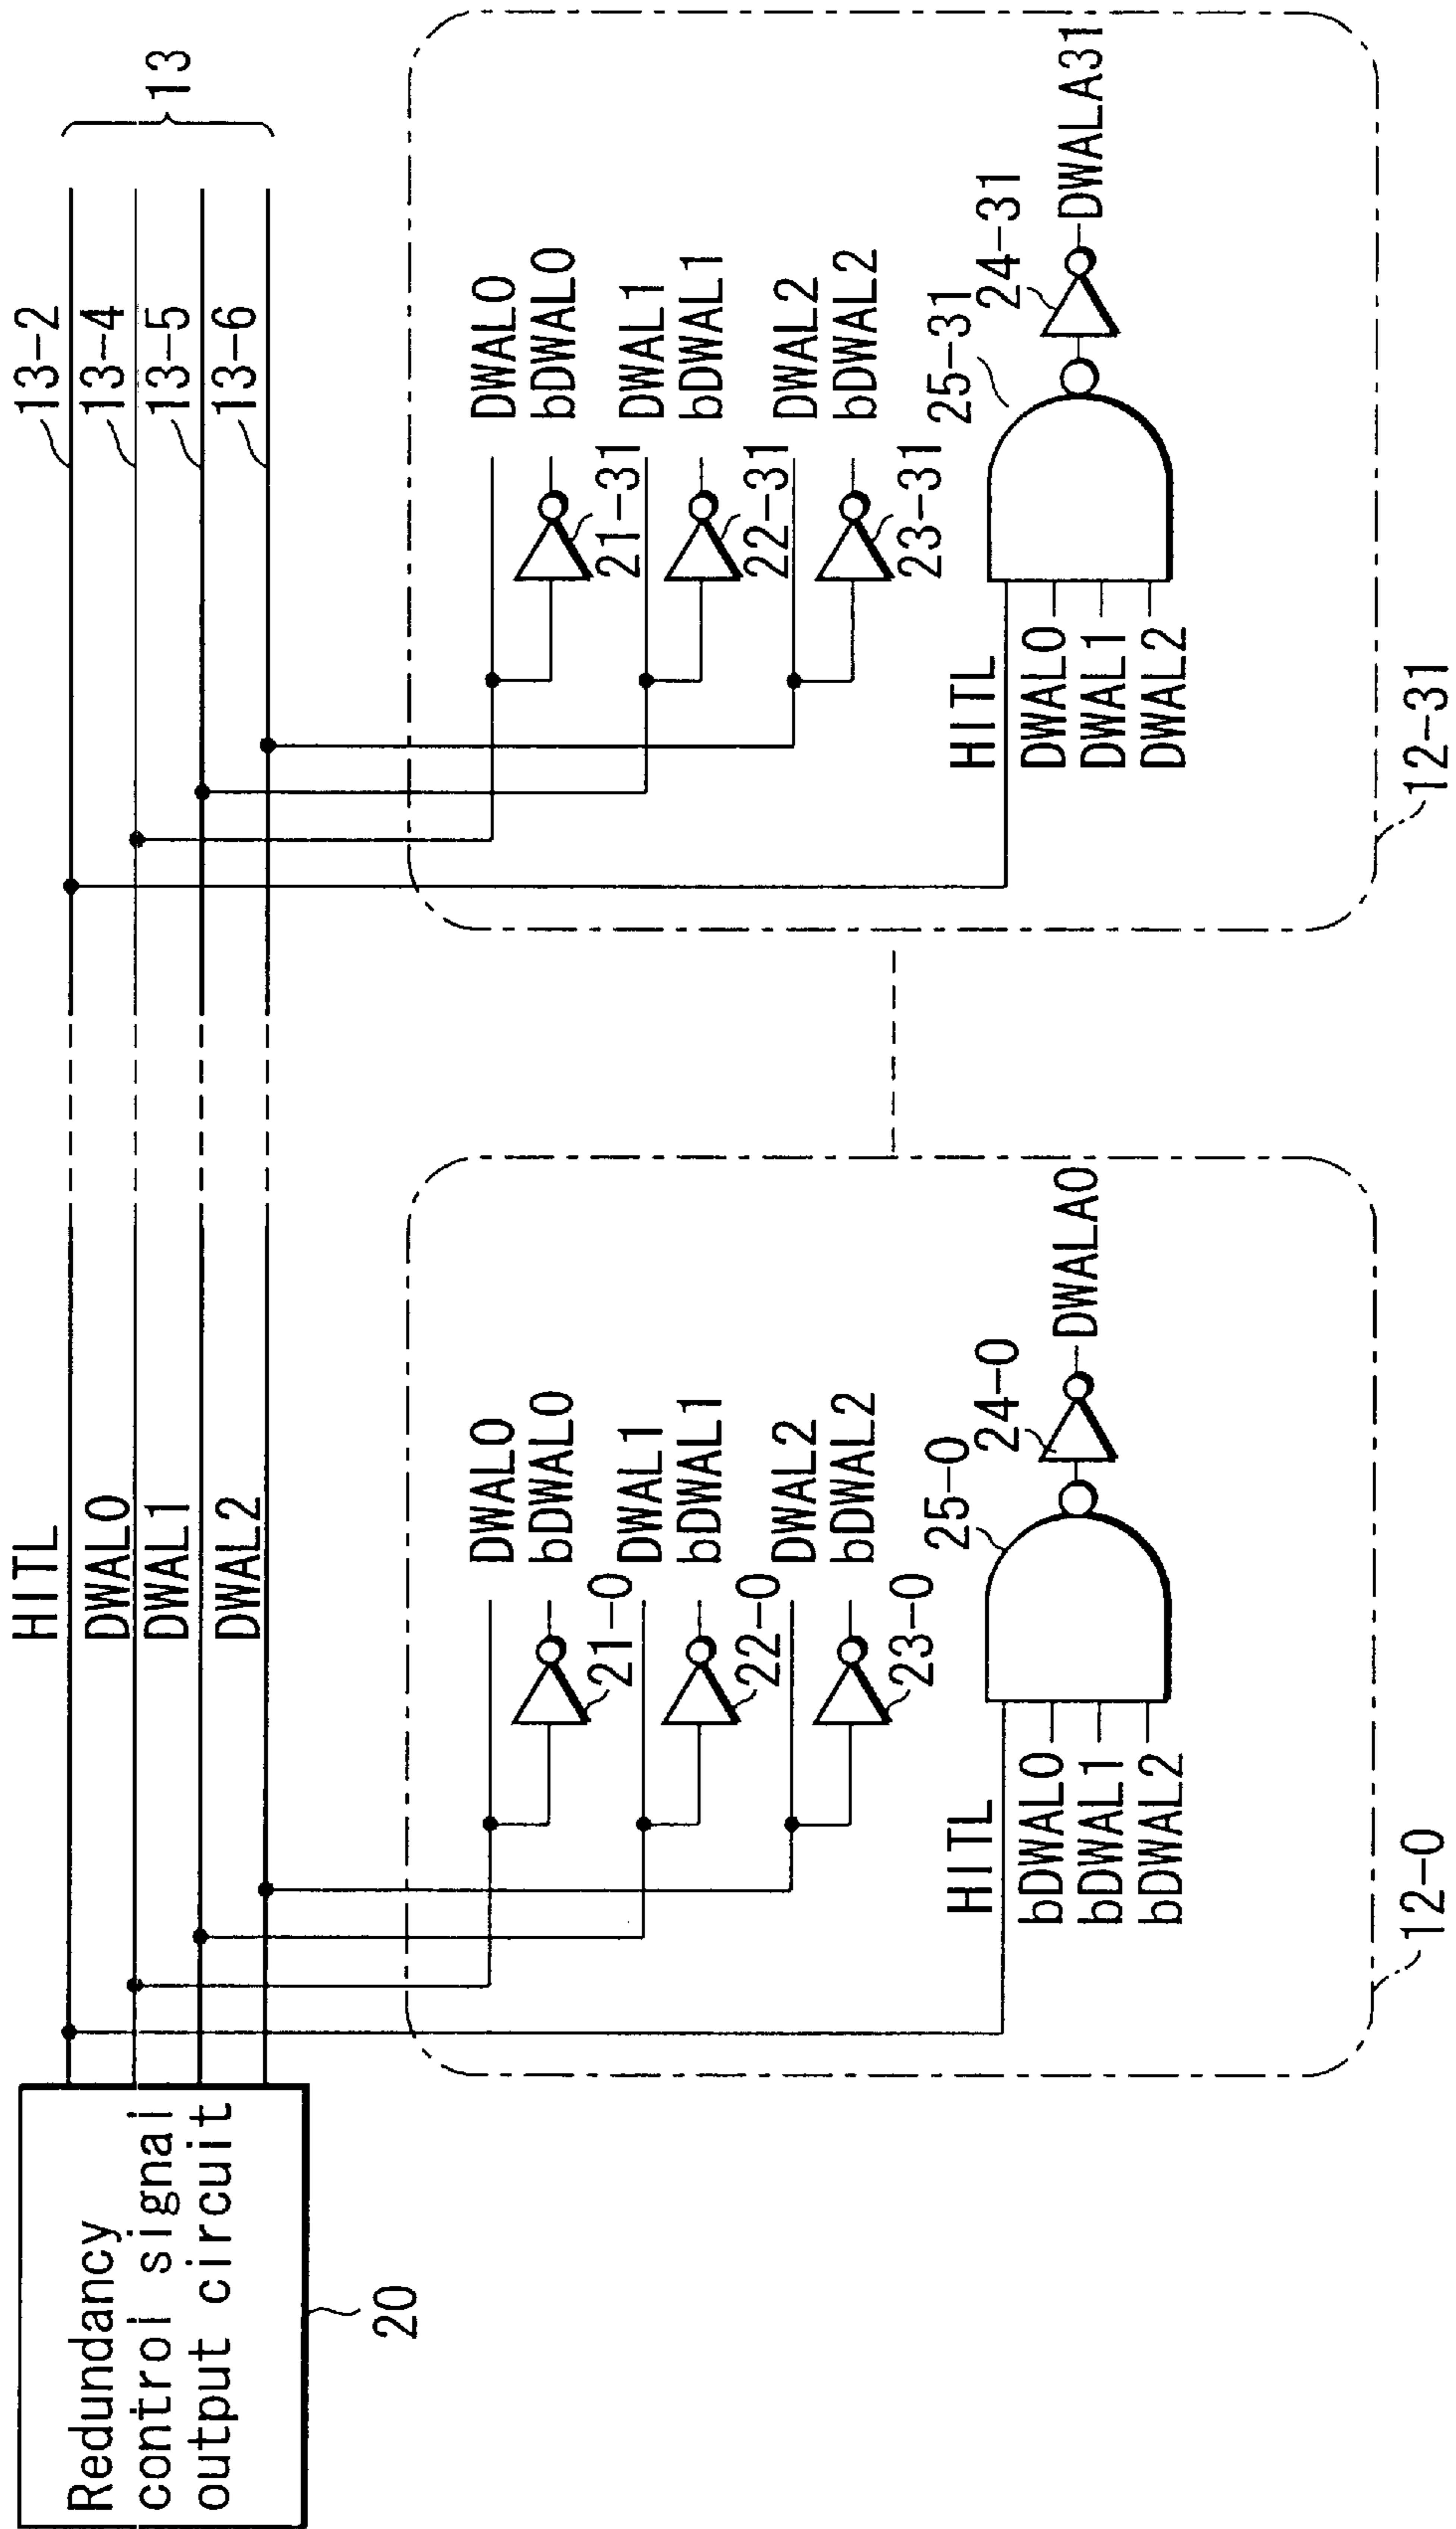 Redundancy
control signal
output circuit
20
HITL
DWAL0
DWAL1
DWAL2
13-2
13-4
13-5
13-6
13
DWAL0
bDWAL0
21-0
DWAL1
bDWAL1
22-0
DWAL2
bDWAL2
23-0
HITL
bDWAL0
bDWAL1
bDWAL2
25-0
24-0
DWALA0
12-0
DWAL0
bDWAL0
21-31
DWAL1
bDWAL1
22-31
DWAL2
bDWAL2
23-31
HITL
DWAL0
DWAL1
DWAL2
25-31
24-31
DWALA31
12-31